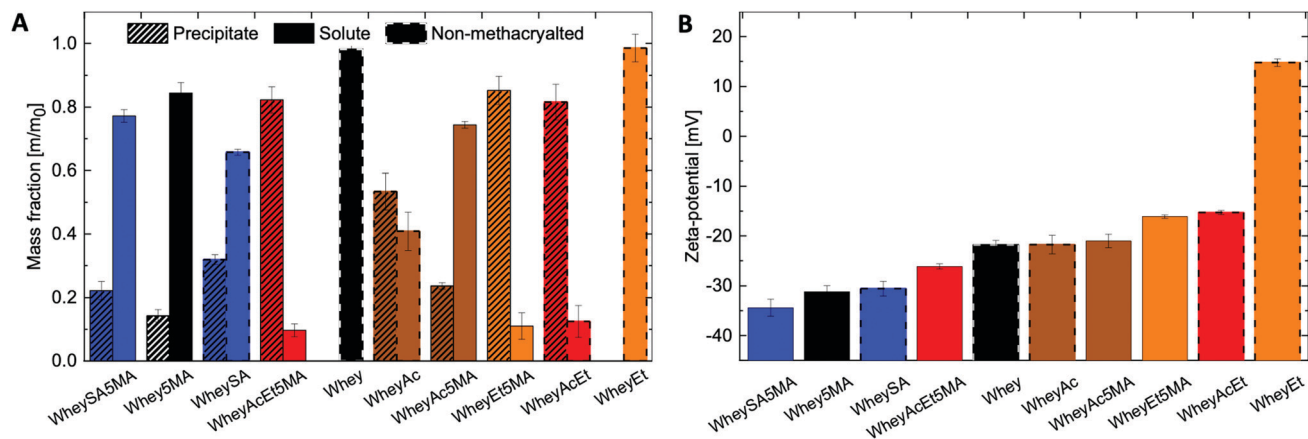 A
Precipitate
Solute
Non-methacryalted
Mass fraction [m/m0]
1.0
0.8
0.6
0.4
0.2
0.0
WheySA5MA
Whey5MA
WheySA
WheyAcEt5MA
Whey
WheyAc
WheyAc5MA
WheyEt5MA
WheyAcEt
WheyEt
B
Zeta-potential [mV]
20
10
0
-10
-20
-30
-40
WheySA5MA
Whey5MA
WheySA
WheyAcEt5MA
Whey
WheyAc
WheyAc5MA
WheyEt5MA
WheyAcEt
WheyEt